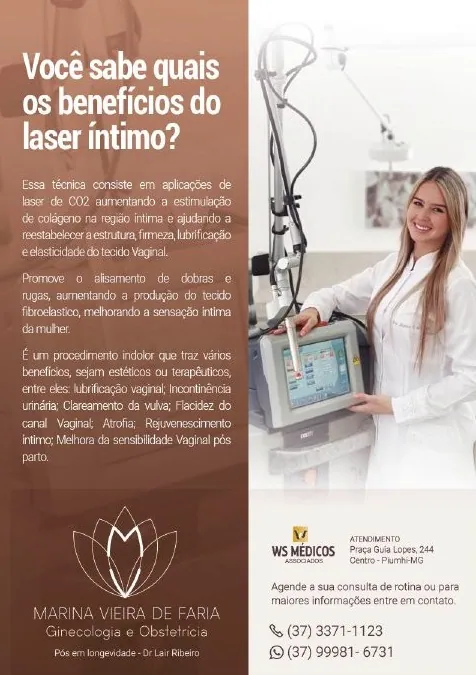 Você sabe quais
os benefícios do
laser íntimo?
Essa técnica consiste em aplicações de
laser de CO2 aumentando a estimulação
de colágeno na região íntima e ajudando a
reestabelecer a estrutura, firmeza, lubrificação
e elasticidade do tecido Vaginal.
Promove o alisamento de dobras e
rugas, aumentando a produção do tecido
fibroelastico, melhorando a sensação íntima
da mulher.
É um procedimento indolor que traz vários
benefícios, sejam estéticos ou terapêuticos,
entre eles: lubrificação vaginal; Incontinência
urinária; Clareamento da vulva; Flacidez do
canal Vaginal; Atrofia; Rejuvenescimento
íntimo; Melhora da sensibilidade Vaginal pós
parto.
MARINA VIEIRA DE FARIA
Ginecologia e Obstetrícia
Pós em longevidade - Dr Lair Ribeiro
WS MÉDICOS
ASSOCIADOS
ATENDIMENTO
Praça Guia Lopes, 244
Centro - Piumhi-MG
Agende a sua consulta de rotina ou para
maiores informações entre em contato.
(37) 3371-1123
(37) 99981- 6731